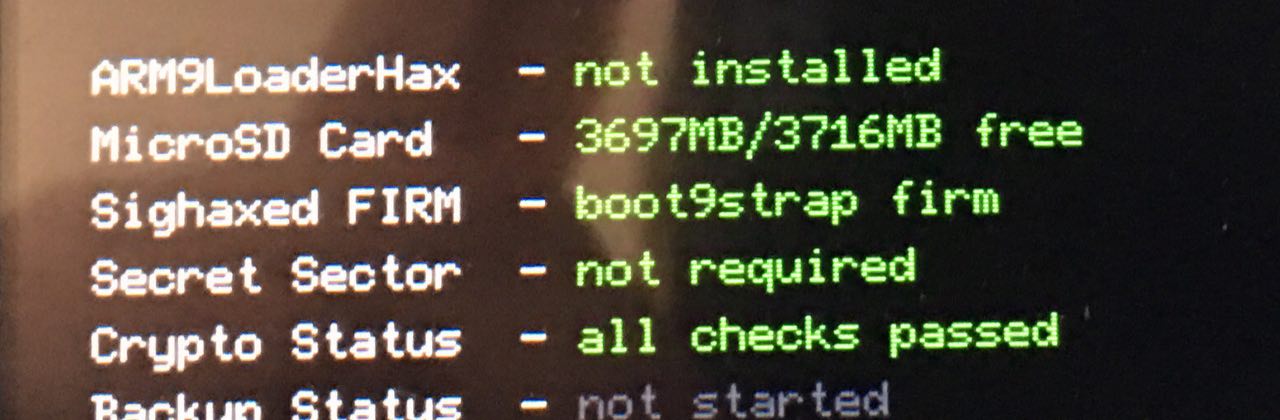 ARM9LoaderHax - not installed
MicroSD Card - 3697MB/3716MB free
Sighaxed FIRM - boot9strap firm
Secret Sector - not required
Crypto Status - all checks passed
Backup Status - not started